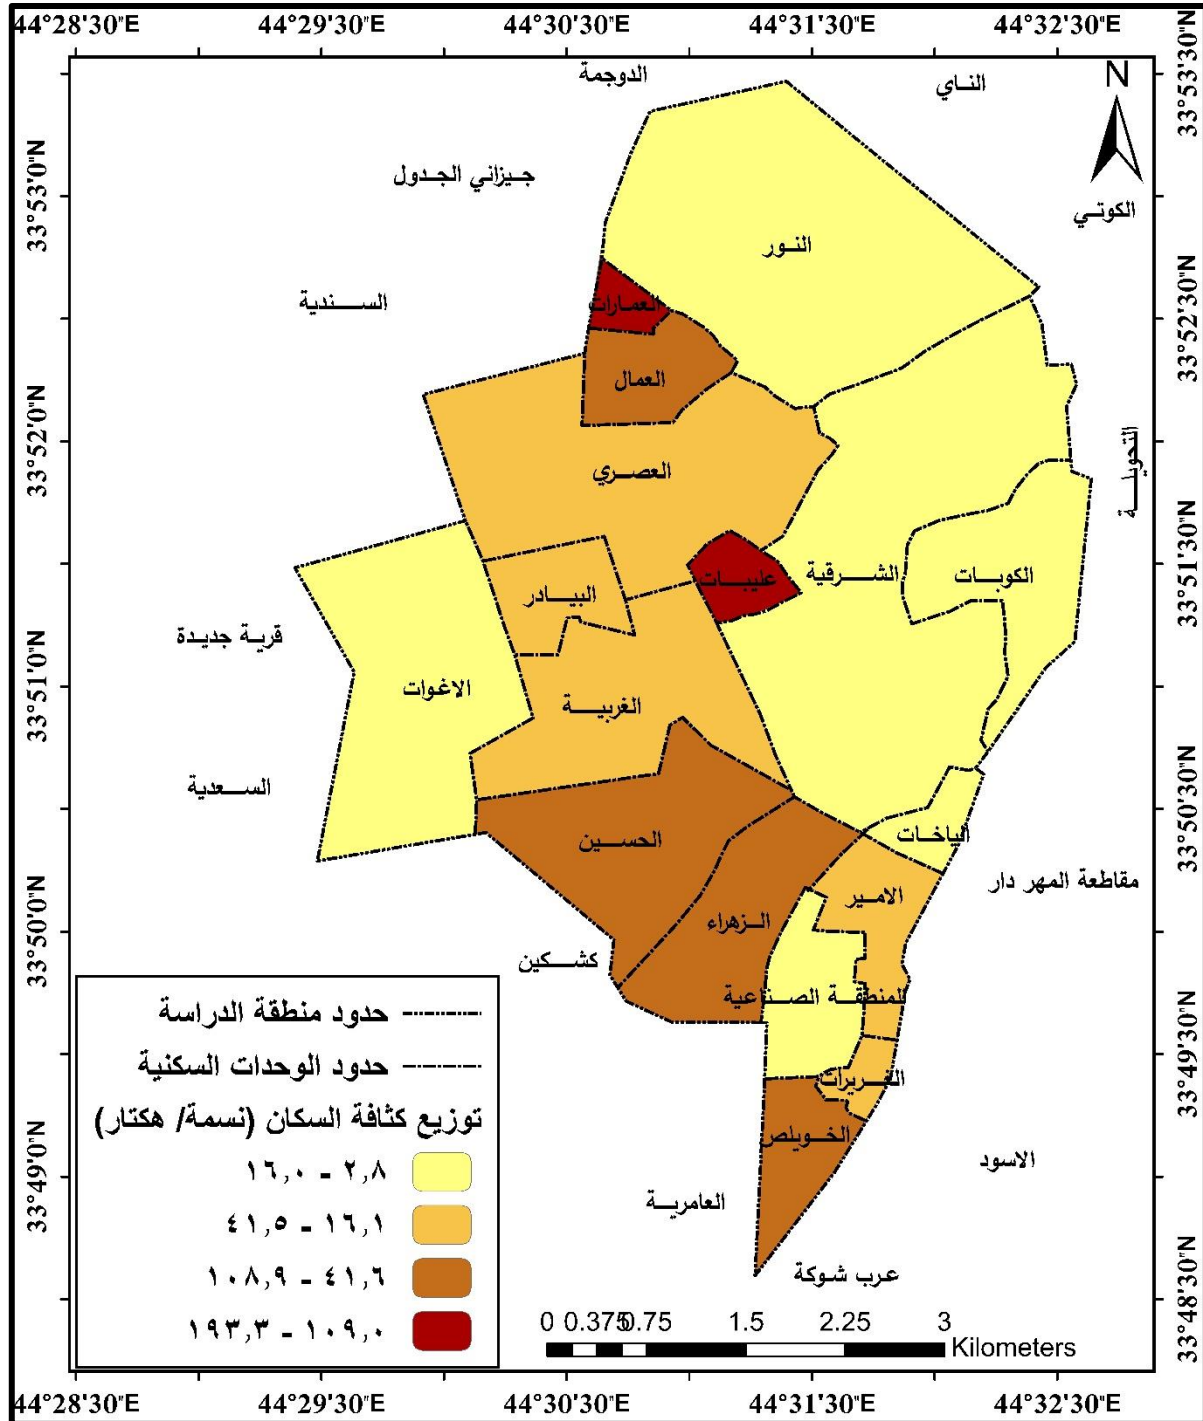 44°28'30"E 44°29'30"E 44°30'30"E 44°31'30"E 44°32'30"E
33°53'30"N
33°53'0"N
33°52'30"N
33°52'0"N
33°51'30"N
33°51'0"N
33°50'30"N
33°50'0"N
33°49'30"N
33°49'0"N
33°48'30"N
N
الدوجمة
الناي
جيزاني الجدول
الكوتي
النور
السندية
العمارات
العمال
التحويلة
العصري
عليبات
الشرقية
الكوبات
البيادر
قرية جديدة
الاغوات
الغربية
السعدية
الحسين
الياخات
مقاطعة المهر دار
الامير
الزهراء
كشكين
المنطقة الصناعية
الخويلص
الاسود
العامرية
عرب شوكة
حدود منطقة الدراسة
حدود الوحدات السكنية
توزيع كثافة السكان (نسمة/ هكتار)
٢,٨ - ١٦,٠
١٦,١ - ٤١,٥
٤١,٦ - ١٠٨,٩
١٠٩,٠ - ١٩٣,٣
0 0.375 0.75 1.5 2.25 3
Kilometers
44°28'30"E 44°29'30"E 44°30'30"E 44°31'30"E 44°32'30"E